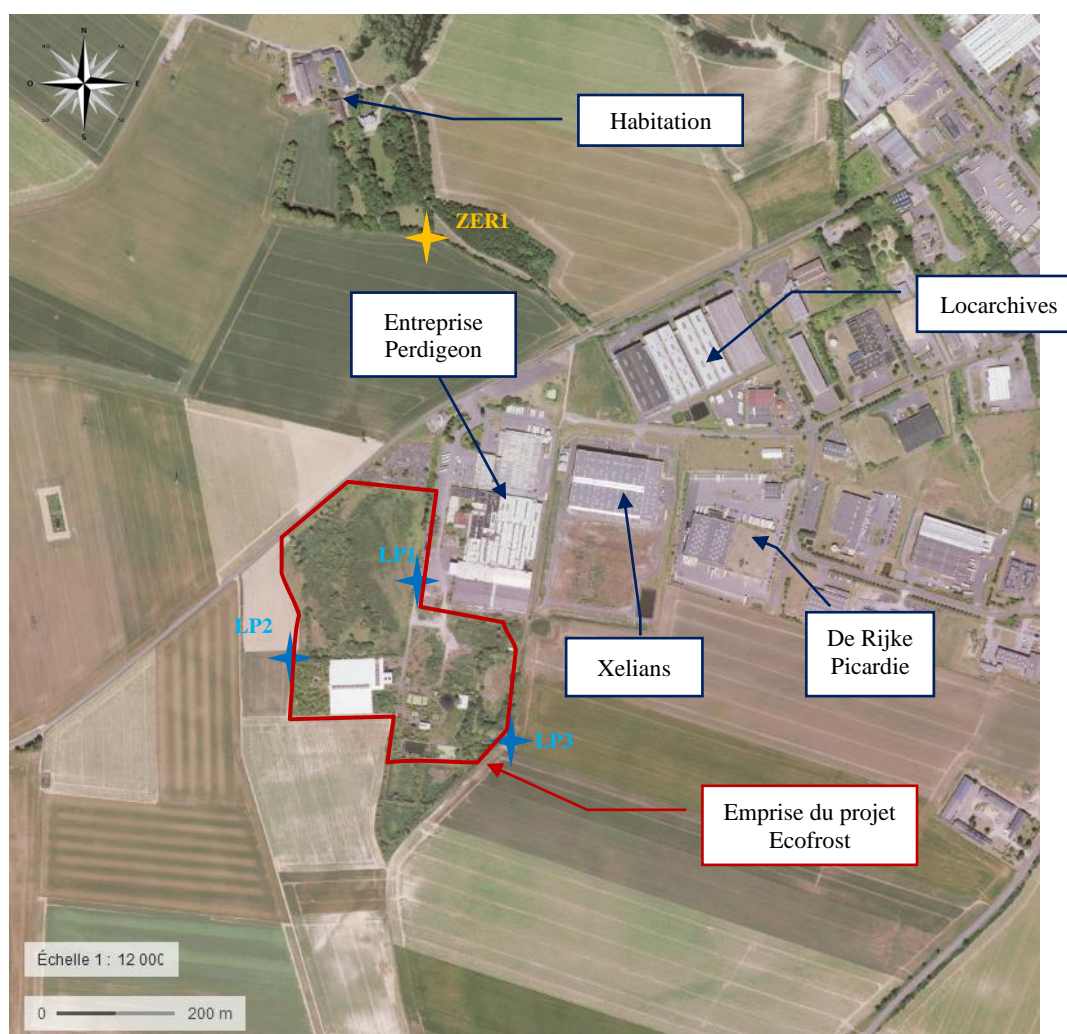 N
O
E
S
Habitation
ZER1
Locarchives
Entreprise
Perdigeon
LP1
LP2
Xelians
De Rijke
Picardie
LP3
Emprise du projet
Ecofrost
Échelle 1 : 12 000
0 200 m